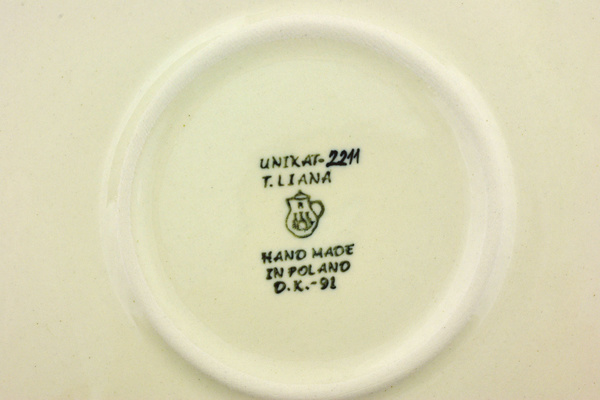 UNIKAT-2211
T. LIANA
HAND MADE
IN POLAND
D.K.-91